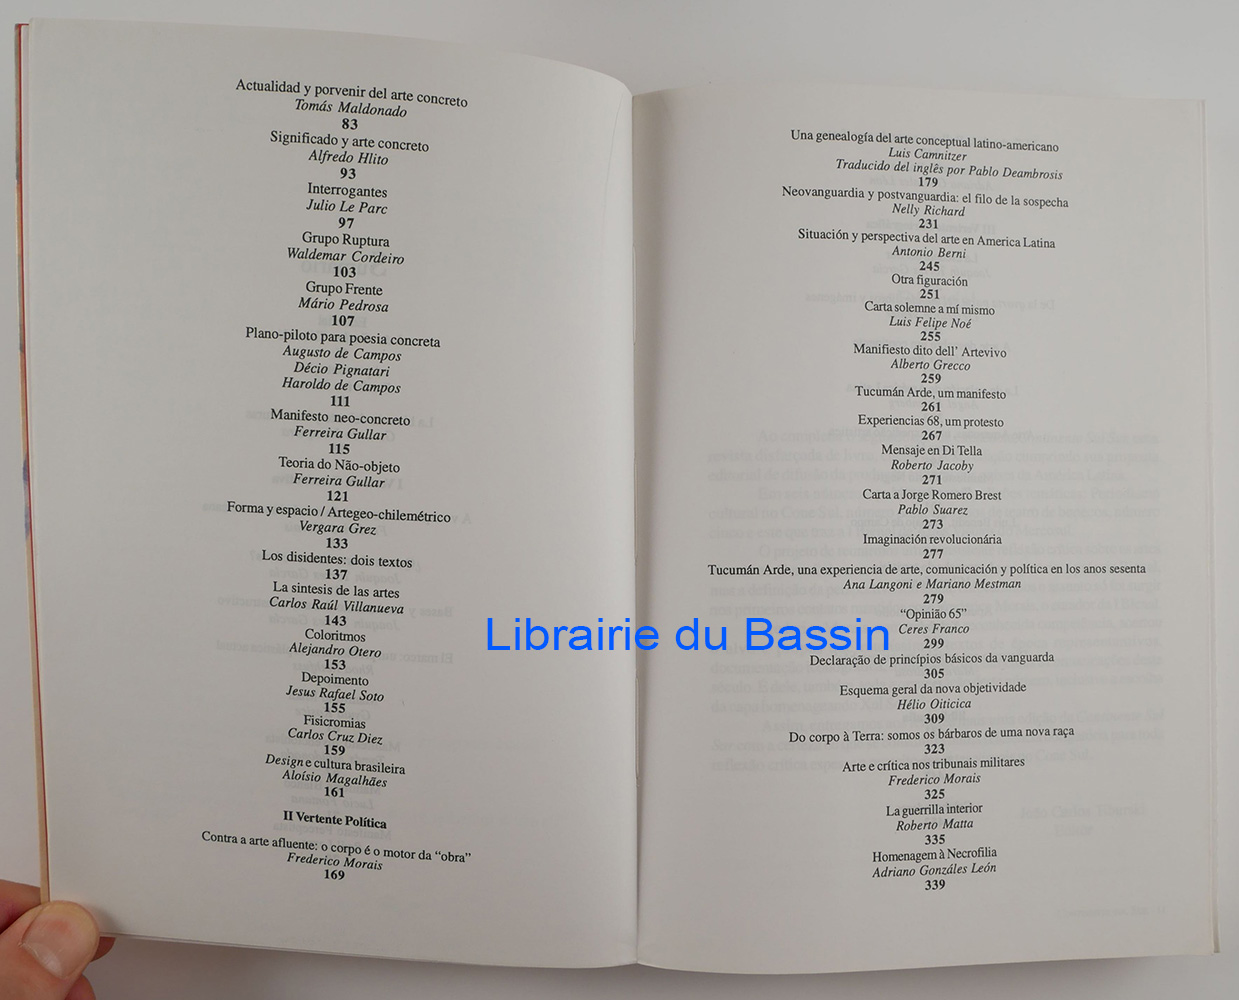 Actualidad y porvenir del arte concreto
Tomás Maldonado
83
Significado y arte concreto
Alfredo Hlito
93
Interrogantes
Julio Le Parc
97
Grupo Ruptura
Waldemar Cordeiro
103
Grupo Frente
Mário Pedrosa
107
Plano-piloto para poesia concreta
Augusto de Campos
Décio Pignatari
Haroldo de Campos
111
Manifesto neo-concreto
Ferreira Gullar
115
Teoria do Não-objeto
Ferreira Gullar
121
Forma y espacio / Artegeo-chilemétrico
Vergara Grez
133
Los disidentes: dois textos
137
La sintesis de las artes
Carlos Raúl Villanueva
143
Coloritmos
Alejandro Otero
153
Depoimento
Jesus Rafael Soto
155
Fisicromias
Carlos Cruz Diez
159
Design e cultura brasileira
Aloísio Magalhães
161
II Vertente Política
Contra a arte afluente: o corpo é o motor da “obra”
Frederico Morais
169
Una genealogía del arte conceptual latino-americano
Luis Camnitzer
Traducido del inglês por Pablo Deambrosis
179
Neovanguardia y postvanguardia: el filo de la sospecha
Nelly Richard
231
Situación y perspectiva del arte en America Latina
Antonio Berni
245
Otra figuración
251
Carta solemne a mí mismo
Luis Felipe Noé
255
Manifiesto dito dell’ Artevivo
Alberto Grecco
259
Tucumán Arde, um manifesto
261
Experiencias 68, um protesto
267
Mensaje en Di Tella
Roberto Jacoby
271
Carta a Jorge Romero Brest
Pablo Suarez
273
Imaginación revolucionária
277
Tucumán Arde, una experiencia de arte, comunicación y política en los anos sesenta
Ana Langoni e Mariano Mestman
279
“Opinião 65”
Ceres Franco
299
Declaração de princípios básicos da vanguarda
305
Esquema geral da nova objetividade
Hélio Oiticica
309
Do corpo à Terra: somos os bárbaros de uma nova raça
323
Arte e crítica nos tribunais militares
Frederico Morais
325
La guerrilla interior
Roberto Matta
335
Homenagem à Necrofilia
Adriano Gonzáles León
339
Librairie du Bassin